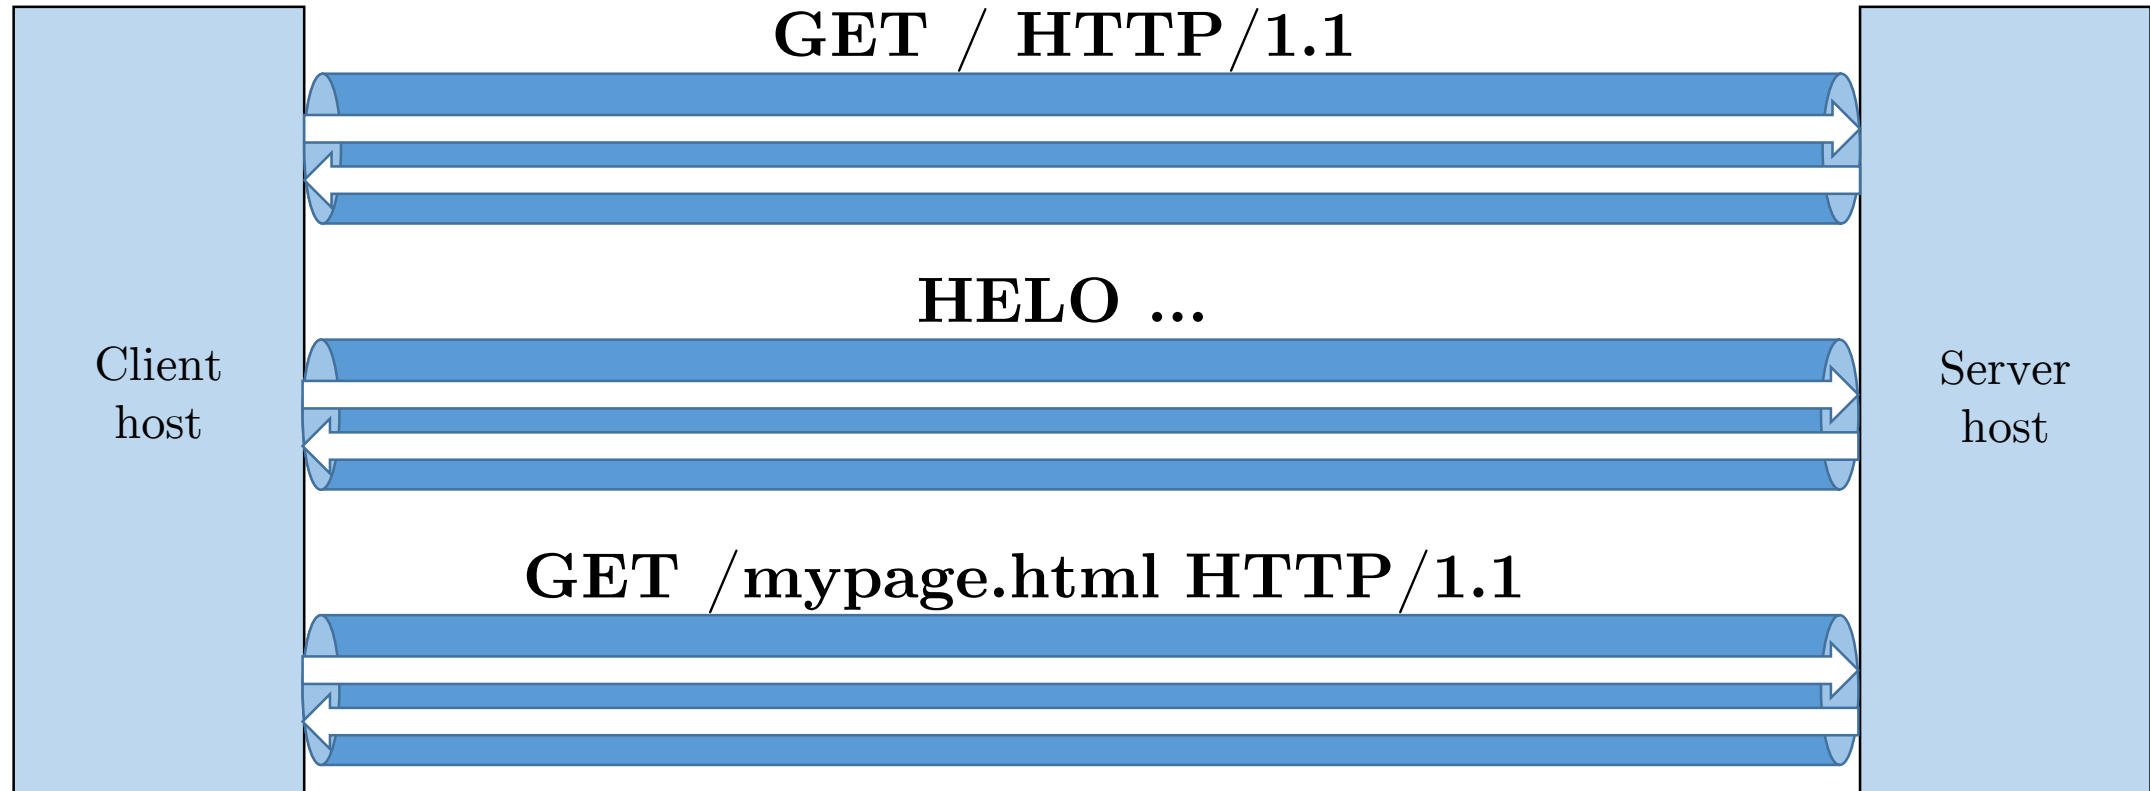 GET / HTTP/1.1
HELO ...
Client
host
Server
host
GET /mypage.html HTTP/1.1